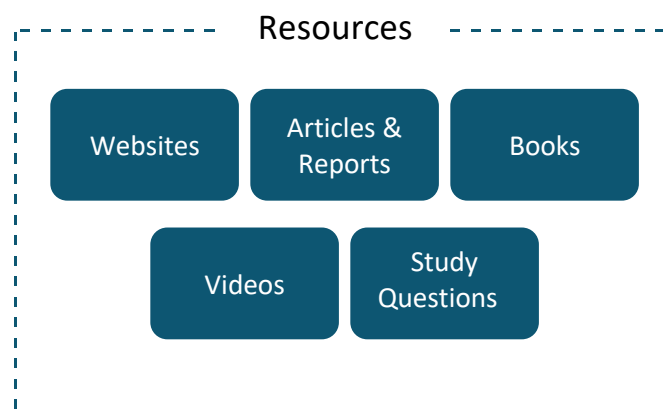 Resources
Websites
Articles &
Reports
Books
Videos
Study
Questions